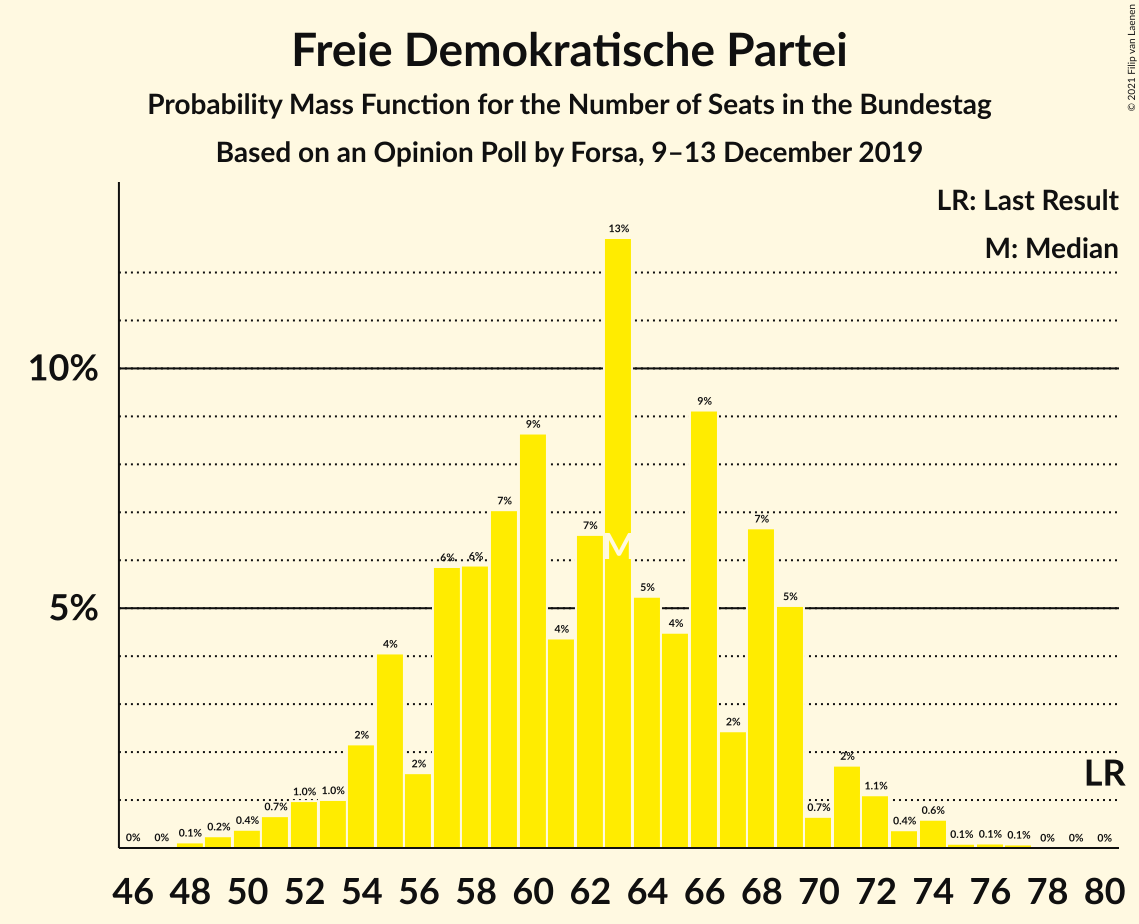 Freie Demokratische Partei
Probability Mass Function for the Number of Seats in the Bundestag
Based on an Opinion Poll by Forsa, 9–13 December 2019
© 2021 Filip van Laenen
LR: Last Result
M: Median
10%
5%
0% 0% 0.1% 0.2% 0.4% 0.7% 1.0% 1.0% 2% 4% 2% 6% 6% 7% 9% 4% 7% 13% 5% 4% 9% 2% 7% 5% 0.7% 2% 1.1% 0.4% 0.6% 0.1% 0.1% 0.1% 0% 0% 0%
M
LR
46 48 50 52 54 56 58 60 62 64 66 68 70 72 74 76 78 80